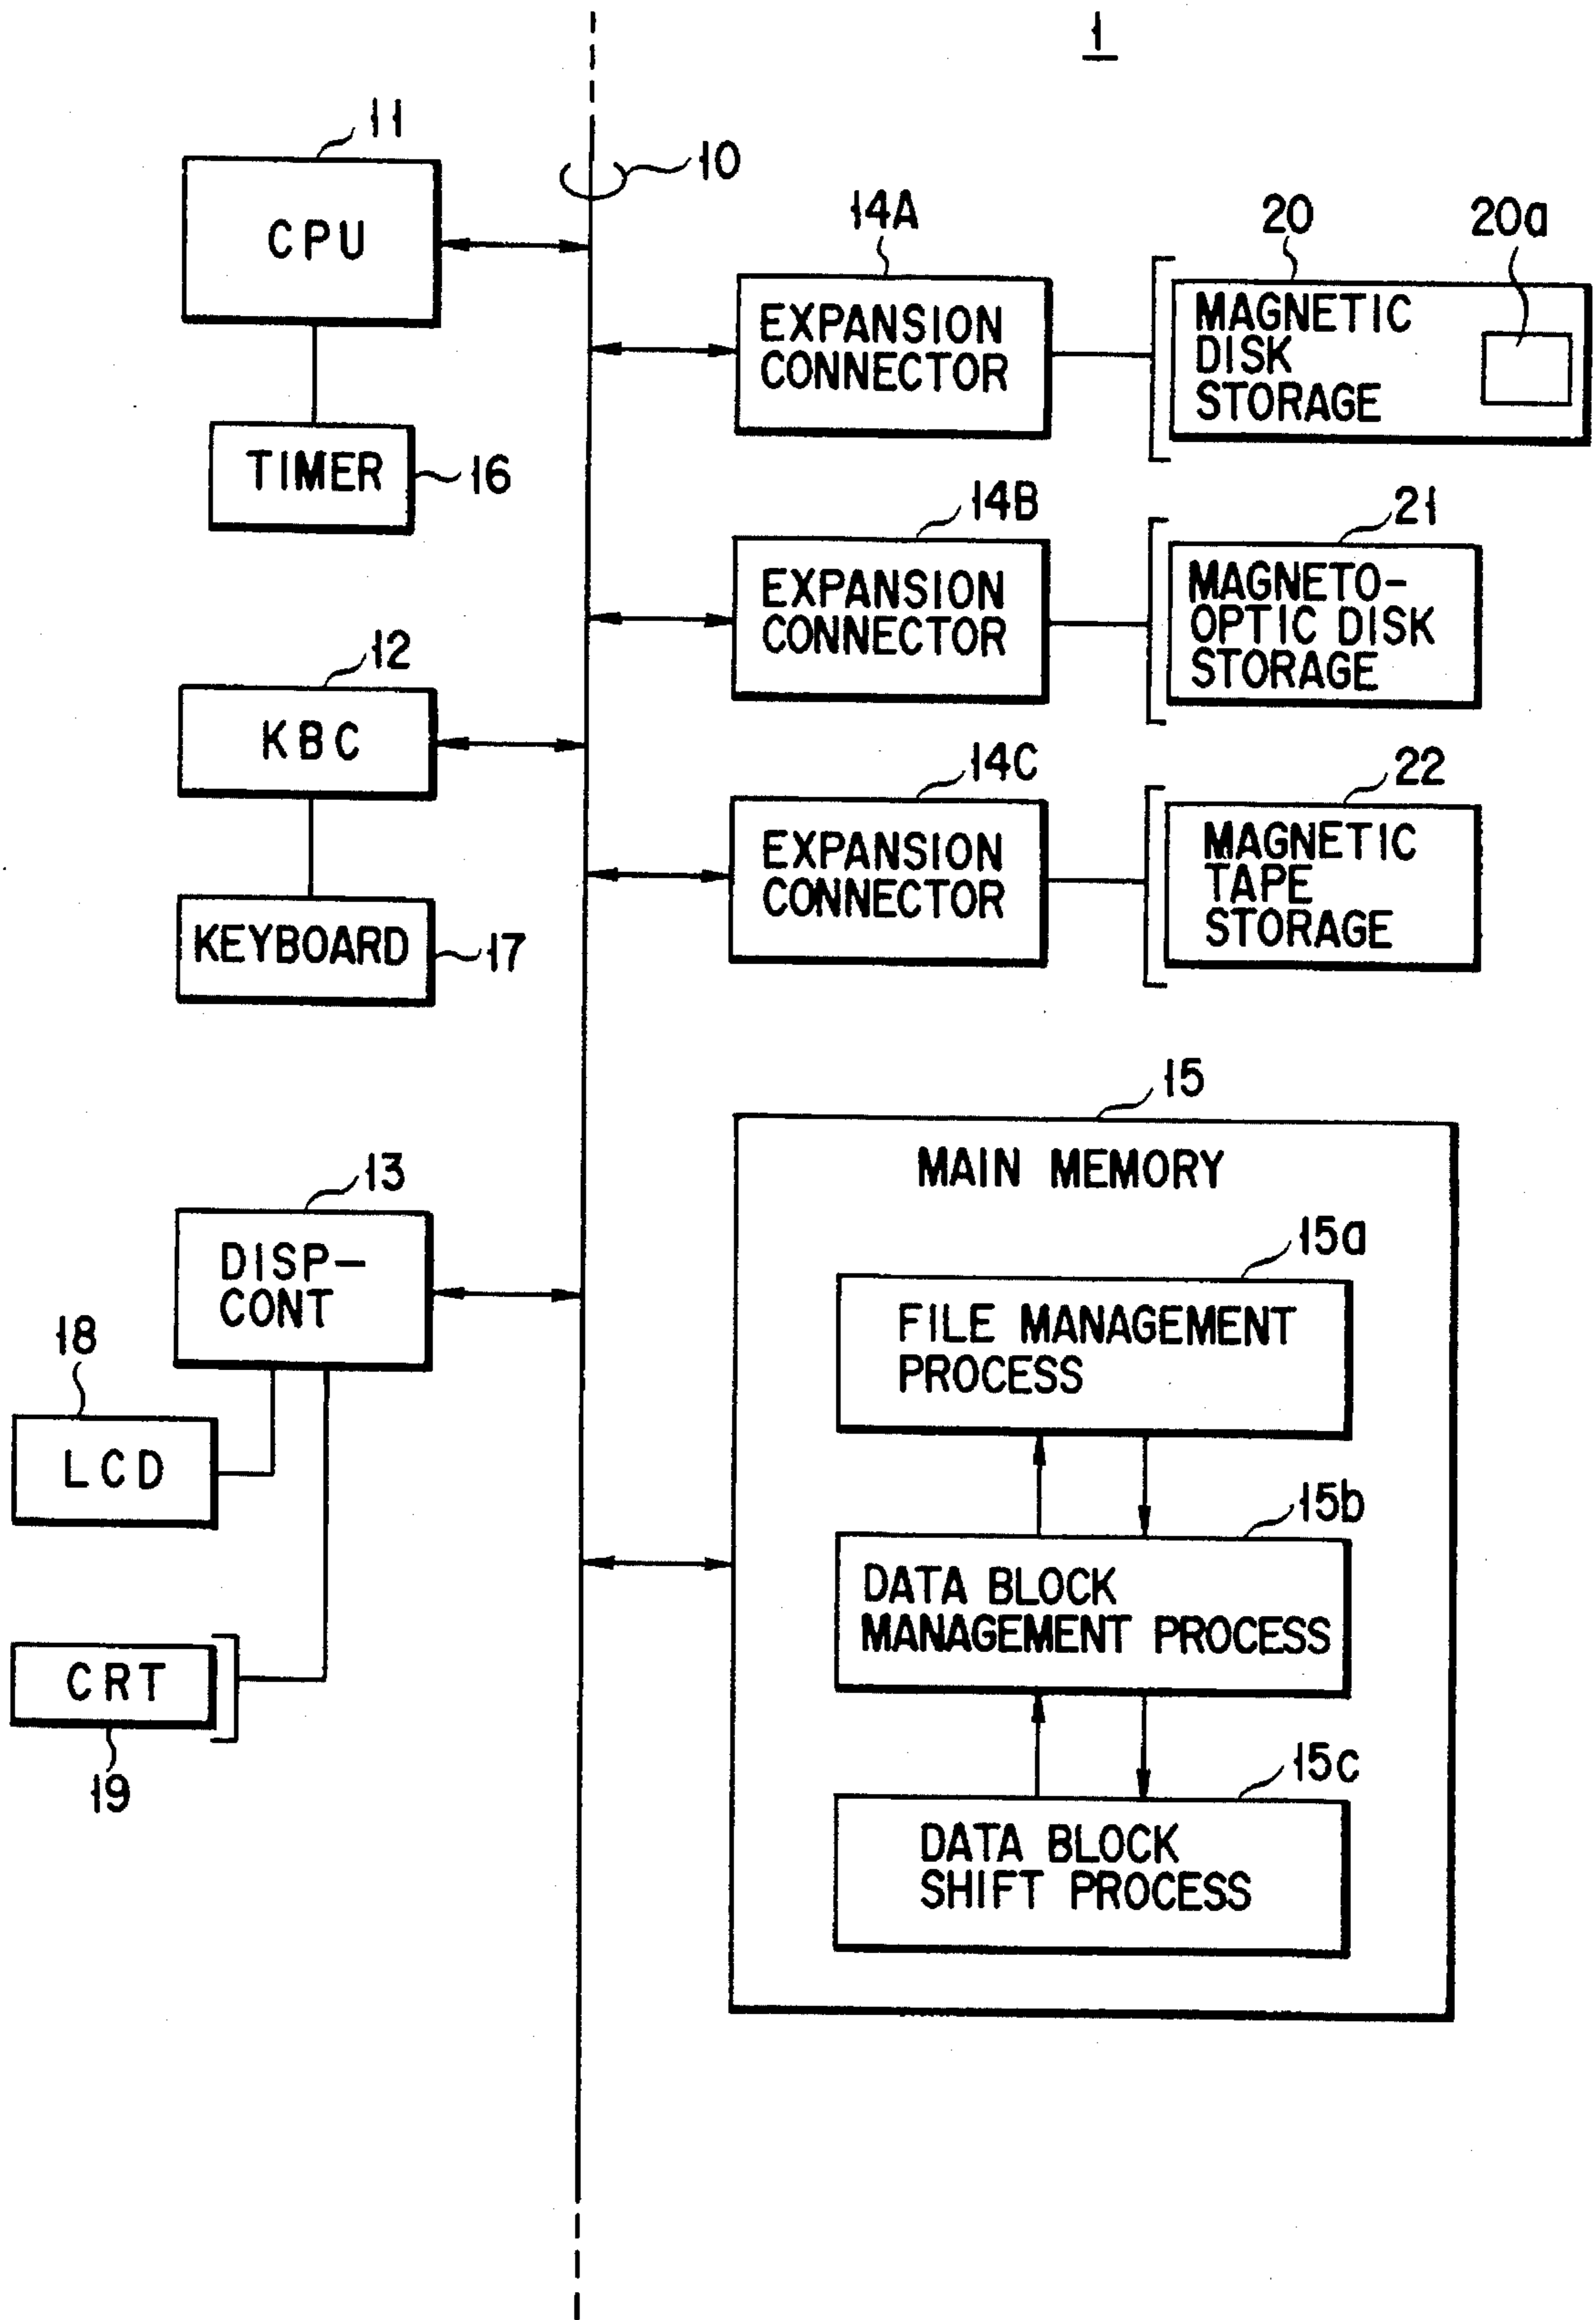 1
11
10
CPU
14A
20
20a
EXPANSION
CONNECTOR
MAGNETIC
DISK
STORAGE
TIMER
16
14B
21
EXPANSION
CONNECTOR
MAGNETO-
OPTIC DISK
STORAGE
12
KBC
14C
22
EXPANSION
CONNECTOR
MAGNETIC
TAPE
STORAGE
KEYBOARD
17
15
MAIN MEMORY
13
DISP-
CONT
15a
FILE MANAGEMENT
PROCESS
18
LCD
15b
DATA BLOCK
MANAGEMENT PROCESS
CRT
19
15c
DATA BLOCK
SHIFT PROCESS